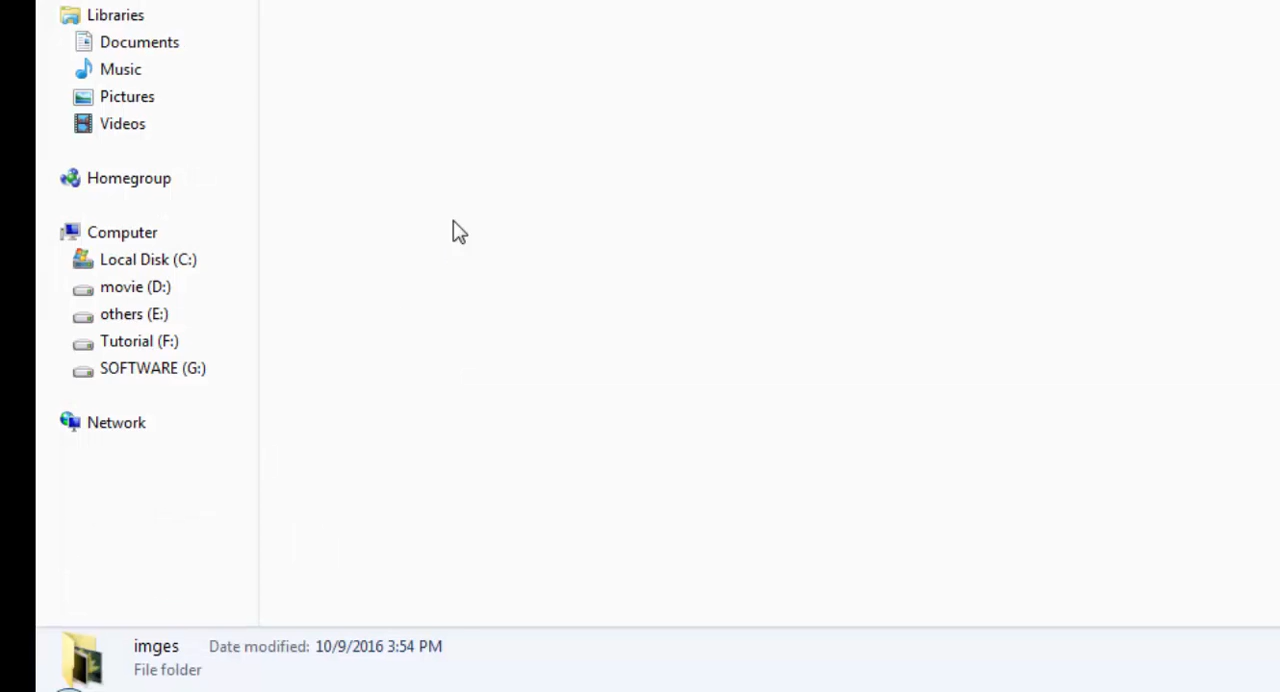 Libraries
Documents
Music
Pictures
Videos
Homegroup
Computer
Local Disk (C:)
movie (D:)
others (E:)
Tutorial (F:)
SOFTWARE (G:)
Network
imges Date modified: 10/9/2016 3:54 PM
File folder